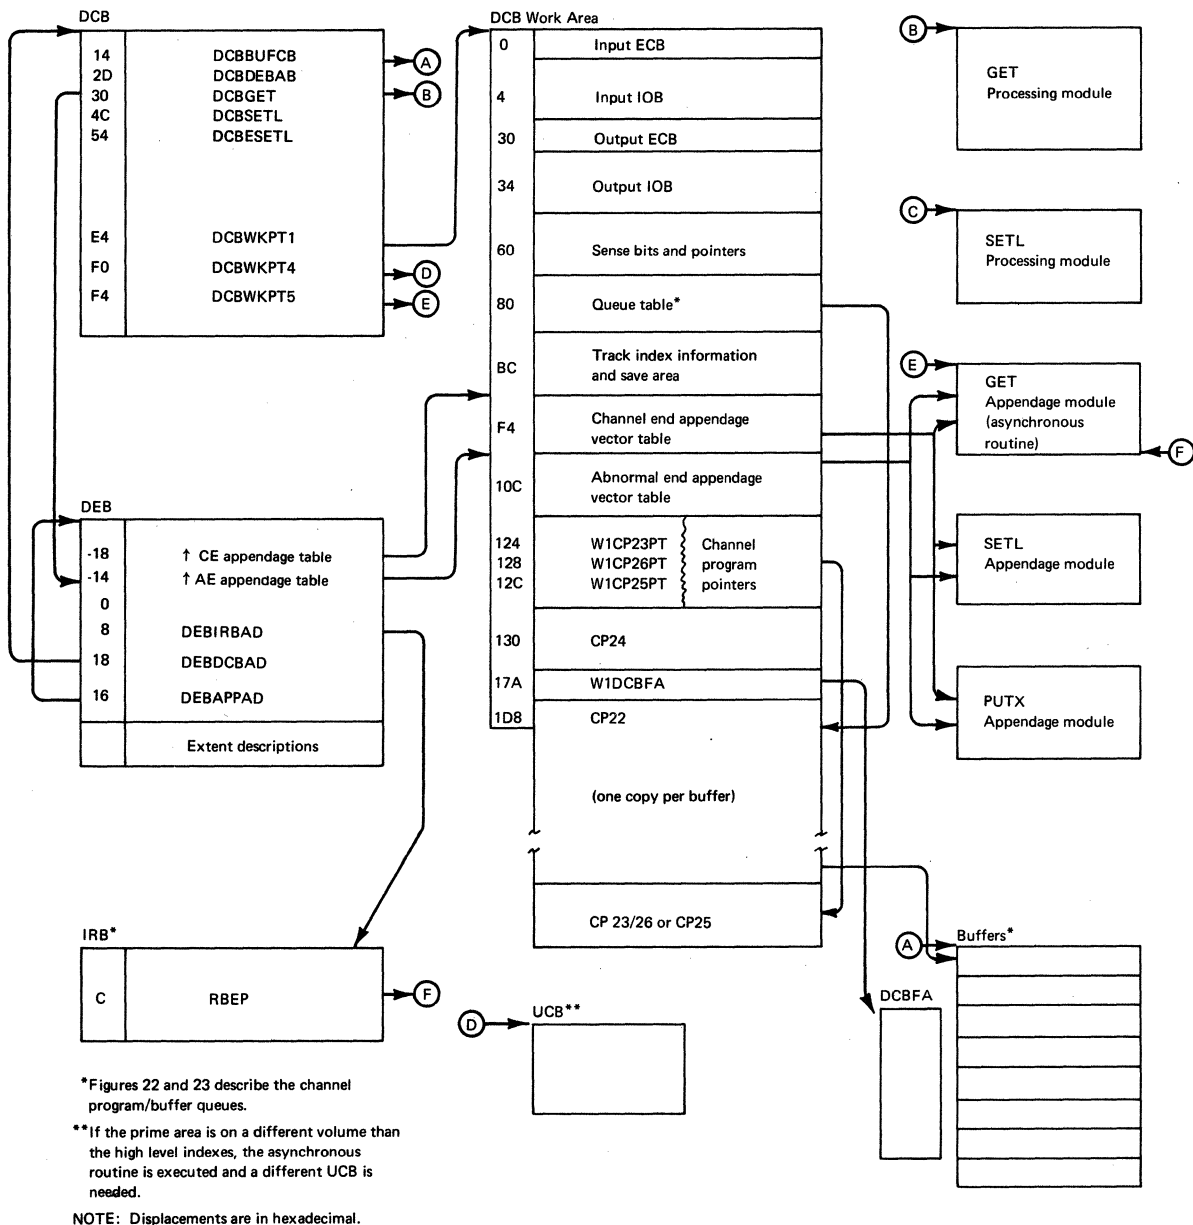 DCB
14 DCBBUFCB
2D DCBDEBAB
30 DCBGET
4C DCBSETL
54 DCBESETL
E4 DCBWKPT1
F0 DCBWKPT4
F4 DCBWKPT5
A
B
D
E
DEB
-18 ↑ CE appendage table
-14 ↑ AE appendage table
0
8 DEBIRBAD
18 DEBDCBAD
16 DEBAPPAD
Extent descriptions
IRB*
C RBEP
F
DCB Work Area
0 Input ECB
4 Input IOB
30 Output ECB
34 Output IOB
60 Sense bits and pointers
80 Queue table*
BC Track index information
and save area
F4 Channel end appendage
vector table
10C Abnormal end appendage
vector table
124 W1CP23PT Channel
128 W1CP26PT program
12C W1CP25PT pointers
130 CP24
17A W1DCBFA
1D8 CP22
(one copy per buffer)
CP 23/26 or CP25
D
UCB**
B
GET
Processing module
C
SETL
Processing module
E
GET
Appendage module
(asynchronous
routine)
F
SETL
Appendage module
PUTX
Appendage module
A
Buffers*
DCBFA
*Figures 22 and 23 describe the channel
program/buffer queues.
**If the prime area is on a different volume than
the high level indexes, the asynchronous
routine is executed and a different UCB is
needed.
NOTE: Displacements are in hexadecimal.